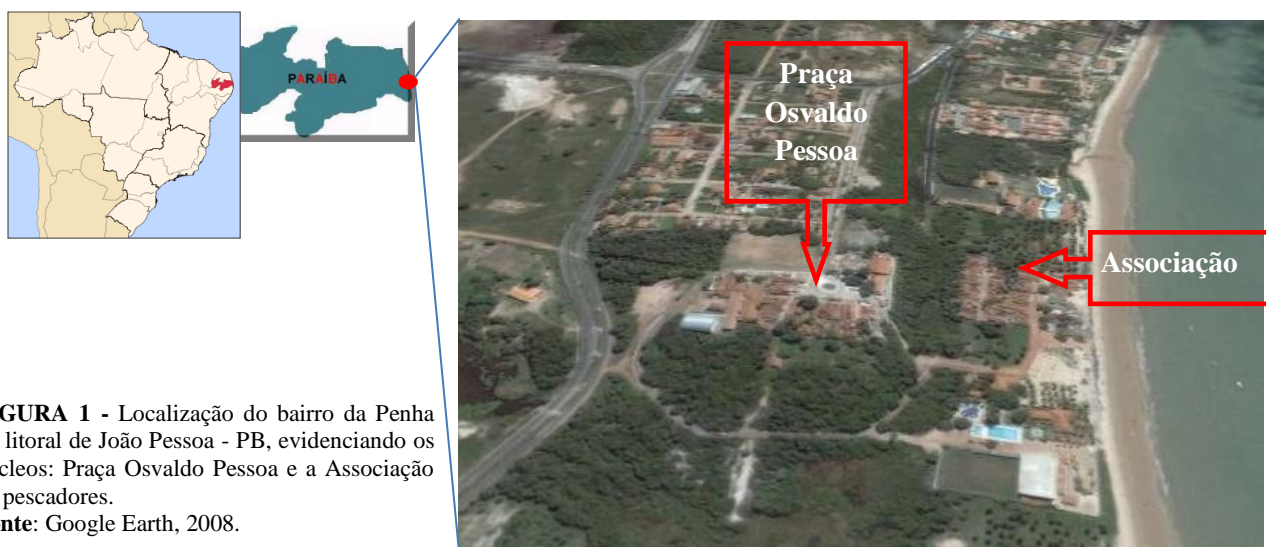 PARAÍBA
Praça
Osvaldo
Pessoa
Associação
GURA 1 - Localização do bairro da Penha
litoral de João Pessoa - PB, evidenciando os
cleos: Praça Osvaldo Pessoa e a Associação
pescadores.
nte: Google Earth, 2008.